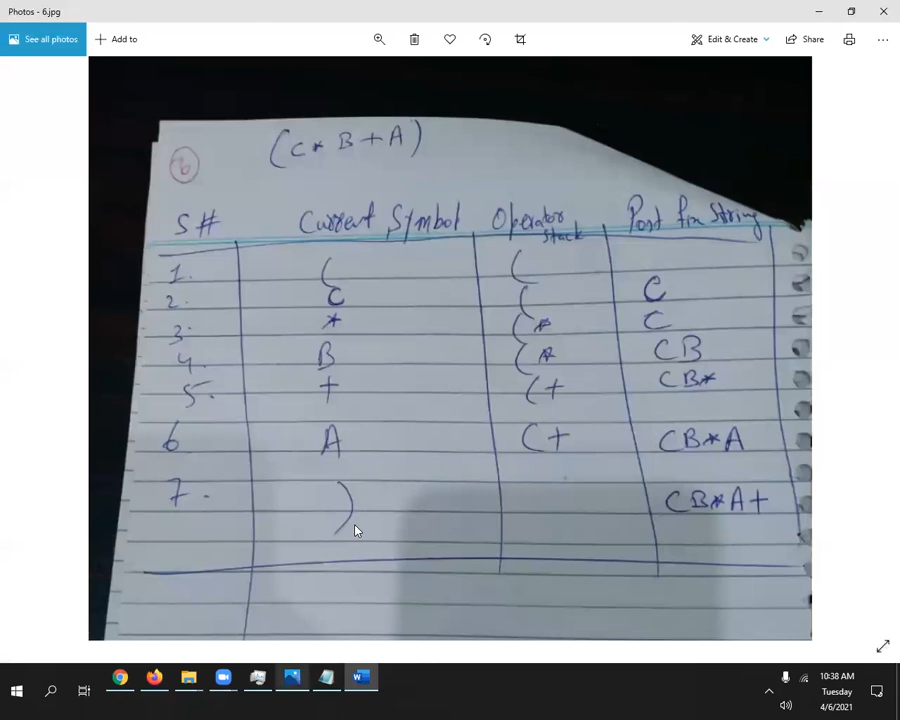 Photos - 6.jpg
See all photos
Add to
Edit & Create
Share
6
(C * B + A)
S # Current Symbol Operator stack Post fix String
1. ( (
2. C ( C
3. * (* C
4. B (* CB
5. + (+ CB*
6 A (+ CB*A
7. ) CB*A+
10:38 AM
Tuesday
4/6/2021